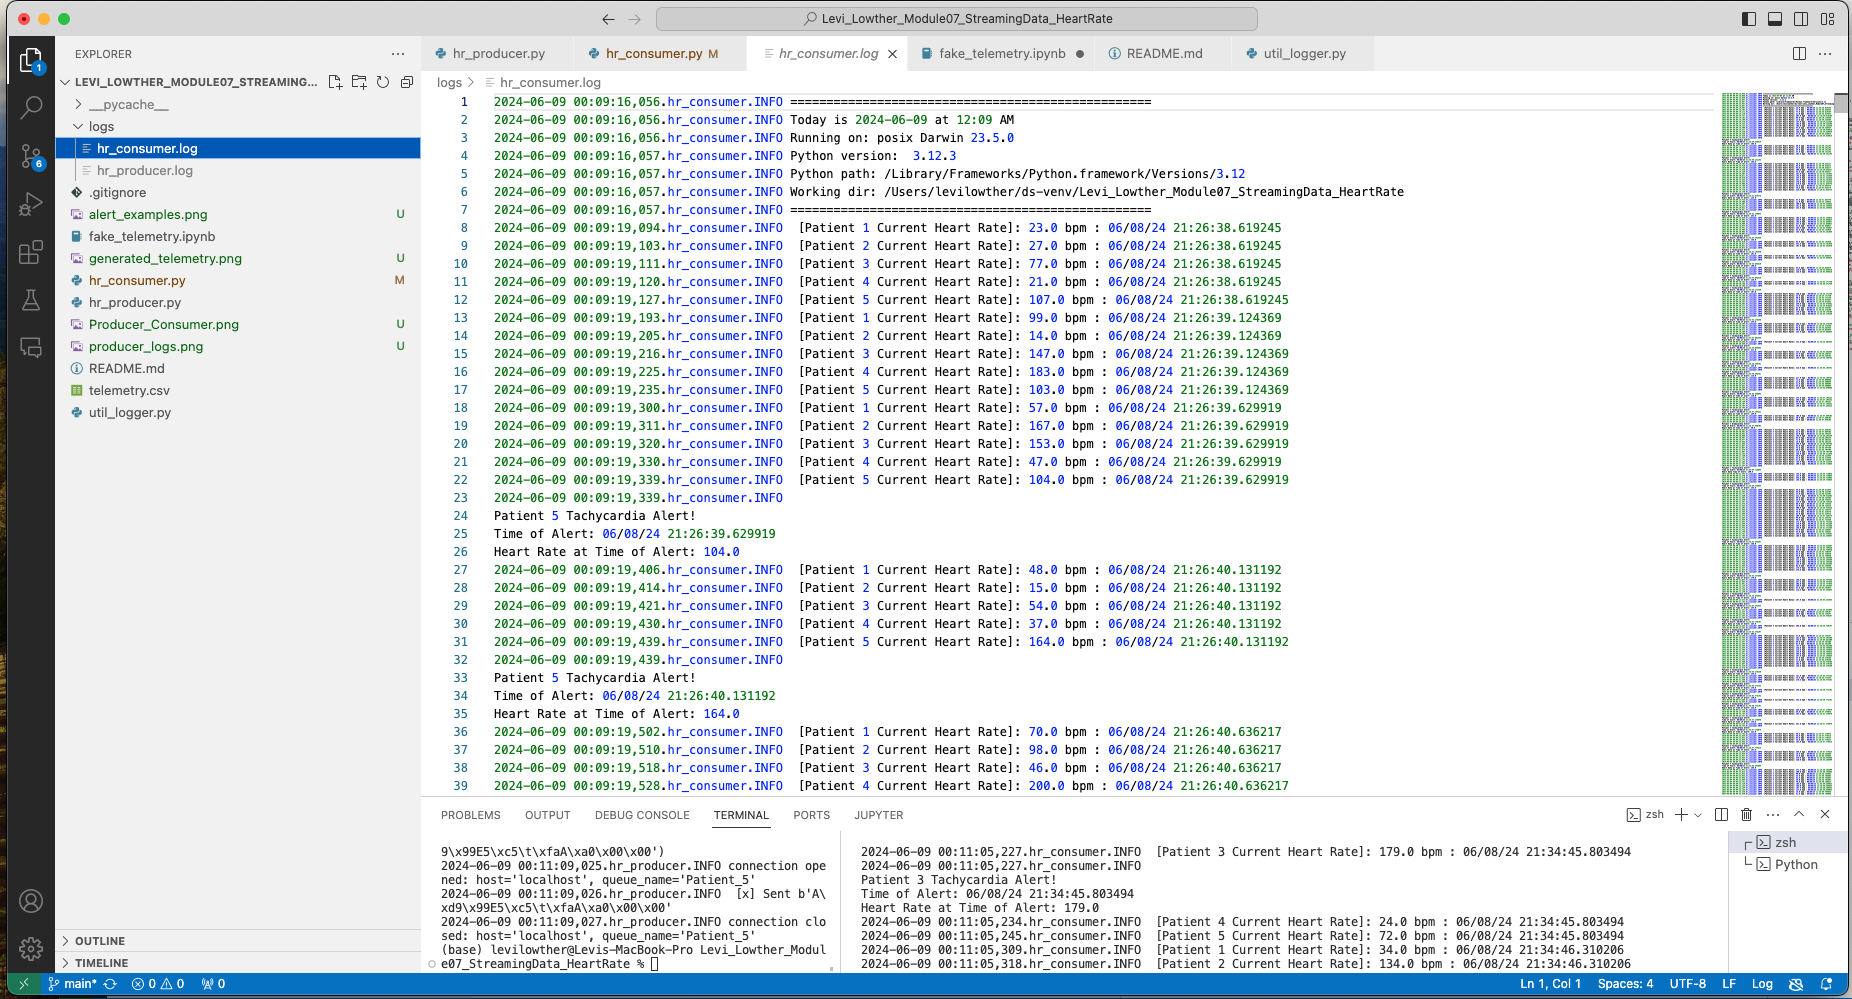 Levi_Lowther_Module07_StreamingData_HeartRate
EXPLORER
LEVI_LOWTHER_MODULE07_STREAMING...
__pycache__
logs
hr_consumer.log
hr_producer.log
.gitignore
alert_examples.png U
fake_telemetry.ipynb
generated_telemetry.png U
hr_consumer.py M
hr_producer.py
Producer_Consumer.png U
producer_logs.png U
README.md
telemetry.csv
util_logger.py
OUTLINE
TIMELINE
1
6
hr_producer.py hr_consumer.py M hr_consumer.log fake_telemetry.ipynb README.md util_logger.py
logs > hr_consumer.log
1 2024-06-09 00:09:16,056.hr_consumer.INFO ==================================================
2 2024-06-09 00:09:16,056.hr_consumer.INFO Today is 2024-06-09 at 12:09 AM
3 2024-06-09 00:09:16,056.hr_consumer.INFO Running on: posix Darwin 23.5.0
4 2024-06-09 00:09:16,057.hr_consumer.INFO Python version:  3.12.3
5 2024-06-09 00:09:16,057.hr_consumer.INFO Python path: /Library/Frameworks/Python.framework/Versions/3.12
6 2024-06-09 00:09:16,057.hr_consumer.INFO Working dir: /Users/levilowther/ds-venv/Levi_Lowther_Module07_StreamingData_HeartRate
7 2024-06-09 00:09:16,057.hr_consumer.INFO ==================================================
8 2024-06-09 00:09:19,094.hr_consumer.INFO  [Patient 1 Current Heart Rate]: 23.0 bpm : 06/08/24 21:26:38.619245
9 2024-06-09 00:09:19,103.hr_consumer.INFO  [Patient 2 Current Heart Rate]: 27.0 bpm : 06/08/24 21:26:38.619245
10 2024-06-09 00:09:19,111.hr_consumer.INFO  [Patient 3 Current Heart Rate]: 77.0 bpm : 06/08/24 21:26:38.619245
11 2024-06-09 00:09:19,120.hr_consumer.INFO  [Patient 4 Current Heart Rate]: 21.0 bpm : 06/08/24 21:26:38.619245
12 2024-06-09 00:09:19,127.hr_consumer.INFO  [Patient 5 Current Heart Rate]: 107.0 bpm : 06/08/24 21:26:38.619245
13 2024-06-09 00:09:19,193.hr_consumer.INFO  [Patient 1 Current Heart Rate]: 99.0 bpm : 06/08/24 21:26:39.124369
14 2024-06-09 00:09:19,205.hr_consumer.INFO  [Patient 2 Current Heart Rate]: 14.0 bpm : 06/08/24 21:26:39.124369
15 2024-06-09 00:09:19,216.hr_consumer.INFO  [Patient 3 Current Heart Rate]: 147.0 bpm : 06/08/24 21:26:39.124369
16 2024-06-09 00:09:19,225.hr_consumer.INFO  [Patient 4 Current Heart Rate]: 183.0 bpm : 06/08/24 21:26:39.124369
17 2024-06-09 00:09:19,235.hr_consumer.INFO  [Patient 5 Current Heart Rate]: 103.0 bpm : 06/08/24 21:26:39.124369
18 2024-06-09 00:09:19,300.hr_consumer.INFO  [Patient 1 Current Heart Rate]: 57.0 bpm : 06/08/24 21:26:39.629919
19 2024-06-09 00:09:19,311.hr_consumer.INFO  [Patient 2 Current Heart Rate]: 167.0 bpm : 06/08/24 21:26:39.629919
20 2024-06-09 00:09:19,320.hr_consumer.INFO  [Patient 3 Current Heart Rate]: 153.0 bpm : 06/08/24 21:26:39.629919
21 2024-06-09 00:09:19,330.hr_consumer.INFO  [Patient 4 Current Heart Rate]: 47.0 bpm : 06/08/24 21:26:39.629919
22 2024-06-09 00:09:19,339.hr_consumer.INFO  [Patient 5 Current Heart Rate]: 104.0 bpm : 06/08/24 21:26:39.629919
23 2024-06-09 00:09:19,339.hr_consumer.INFO
24 Patient 5 Tachycardia Alert!
25 Time of Alert: 06/08/24 21:26:39.629919
26 Heart Rate at Time of Alert: 104.0
27 2024-06-09 00:09:19,406.hr_consumer.INFO  [Patient 1 Current Heart Rate]: 48.0 bpm : 06/08/24 21:26:40.131192
28 2024-06-09 00:09:19,414.hr_consumer.INFO  [Patient 2 Current Heart Rate]: 15.0 bpm : 06/08/24 21:26:40.131192
29 2024-06-09 00:09:19,421.hr_consumer.INFO  [Patient 3 Current Heart Rate]: 54.0 bpm : 06/08/24 21:26:40.131192
30 2024-06-09 00:09:19,430.hr_consumer.INFO  [Patient 4 Current Heart Rate]: 37.0 bpm : 06/08/24 21:26:40.131192
31 2024-06-09 00:09:19,439.hr_consumer.INFO  [Patient 5 Current Heart Rate]: 164.0 bpm : 06/08/24 21:26:40.131192
32 2024-06-09 00:09:19,439.hr_consumer.INFO
33 Patient 5 Tachycardia Alert!
34 Time of Alert: 06/08/24 21:26:40.131192
35 Heart Rate at Time of Alert: 164.0
36 2024-06-09 00:09:19,502.hr_consumer.INFO  [Patient 1 Current Heart Rate]: 70.0 bpm : 06/08/24 21:26:40.636217
37 2024-06-09 00:09:19,510.hr_consumer.INFO  [Patient 2 Current Heart Rate]: 98.0 bpm : 06/08/24 21:26:40.636217
38 2024-06-09 00:09:19,518.hr_consumer.INFO  [Patient 3 Current Heart Rate]: 46.0 bpm : 06/08/24 21:26:40.636217
39 2024-06-09 00:09:19,528.hr_consumer.INFO  [Patient 4 Current Heart Rate]: 200.0 bpm : 06/08/24 21:26:40.636217
PROBLEMS OUTPUT DEBUG CONSOLE TERMINAL PORTS JUPYTER
zsh
9\x99E5\xc5\t\xfaA\xa0\x00\x00')
2024-06-09 00:11:09,025.hr_producer.INFO connection ope
ned: host='localhost', queue_name='Patient_5'
2024-06-09 00:11:09,026.hr_producer.INFO  [x] Sent b'A\
xd9\x99E5\xc5\t\xfaA\xa0\x00\x00'
2024-06-09 00:11:09,027.hr_producer.INFO connection clo
sed: host='localhost', queue_name='Patient_5'
(base) levilowther@Levis-MacBook-Pro Levi_Lowther_Modul
e07_StreamingData_HeartRate %
2024-06-09 00:11:05,227.hr_consumer.INFO  [Patient 3 Current Heart Rate]: 179.0 bpm : 06/08/24 21:34:45.803494
2024-06-09 00:11:05,227.hr_consumer.INFO
Patient 3 Tachycardia Alert!
Time of Alert: 06/08/24 21:34:45.803494
Heart Rate at Time of Alert: 179.0
2024-06-09 00:11:05,234.hr_consumer.INFO  [Patient 4 Current Heart Rate]: 24.0 bpm : 06/08/24 21:34:45.803494
2024-06-09 00:11:05,245.hr_consumer.INFO  [Patient 5 Current Heart Rate]: 72.0 bpm : 06/08/24 21:34:45.803494
2024-06-09 00:11:05,309.hr_consumer.INFO  [Patient 1 Current Heart Rate]: 34.0 bpm : 06/08/24 21:34:46.310206
2024-06-09 00:11:05,318.hr_consumer.INFO  [Patient 2 Current Heart Rate]: 134.0 bpm : 06/08/24 21:34:46.310206
zsh
Python
main* 0 0 0 Ln 1, Col 1 Spaces: 4 UTF-8 LF Log